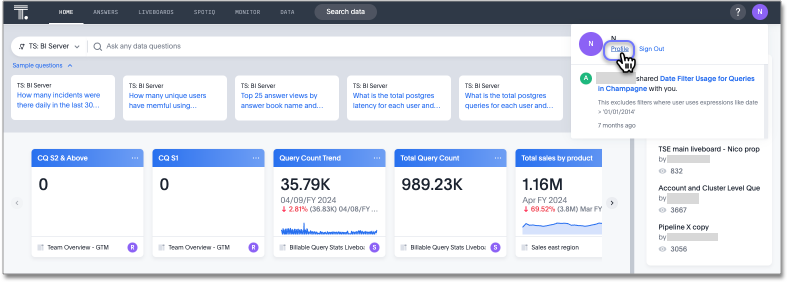 HOME ANSWERS LIVEBOARDS SPOTIQ MONITOR DATA Search data ? N
TS: BI Server Ask any data questions
Sample questions
TS: BI Server
How many incidents were
there daily in the last 30...
TS: BI Server
How many unique users
have memful using...
TS: BI Server
Top 25 answer views by
answer book name and...
TS: BI Server
What is the total postgres
latency for each user and...
TS: BI Server
What is the total postgres
queries for each user and...
N
N
Profile Sign Out
A shared Date Filter Usage for Queries
in Champagne with you.
This excludes filters where user uses expressions like date
> '01/01/2014'.
7 months ago
CQ S2 & Above ...
0
Team Overview - GTM R
CQ S1 ...
0
Team Overview - GTM R
Query Count Trend ...
35.79K
04/09/FY 2024
↓ 2.81% (36.83K) 04/08/FY ...
Billable Query Stats Liveboa S
Total Query Count ...
989.23K
Billable Query Stats Liveboa S
Total sales by product
1.16M
Apr FY 2024
↓ 69.52% (3.8M) Mar FY
Sales east region
TSE main liveboard - Nico prop
by
832
Account and Cluster Level Que
by
3667
Pipeline X copy
by
3056